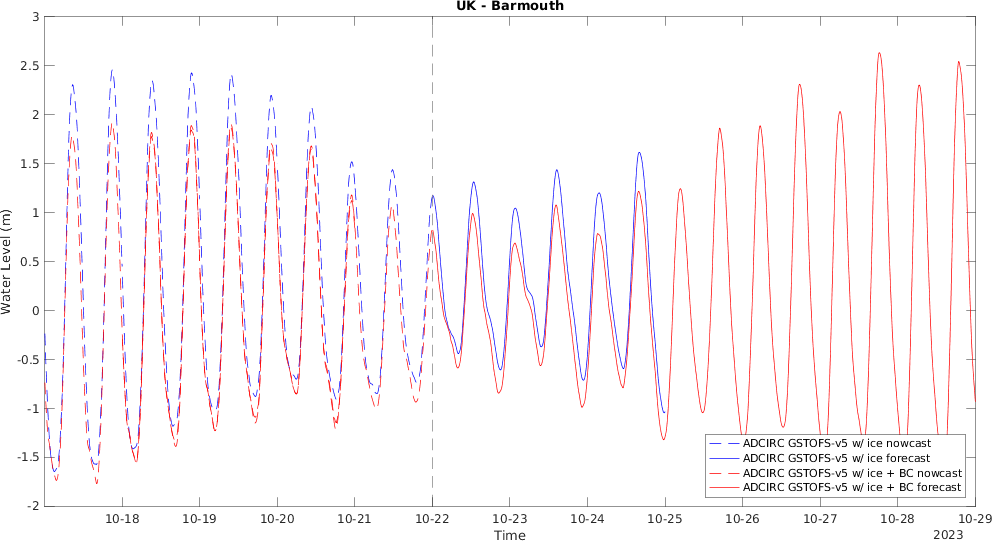 UK - Barmouth
Water Level (m)
3
2.5
2
1.5
1
0.5
0
-0.5
-1
-1.5
-2
ADCIRC GSTOFS-v5 w/ ice nowcast
ADCIRC GSTOFS-v5 w/ ice forecast
ADCIRC GSTOFS-v5 w/ ice + BC nowcast
ADCIRC GSTOFS-v5 w/ ice + BC forecast
10-18 10-19 10-20 10-21 10-22 10-23 10-24 10-25 10-26 10-27 10-28 10-29
Time
2023